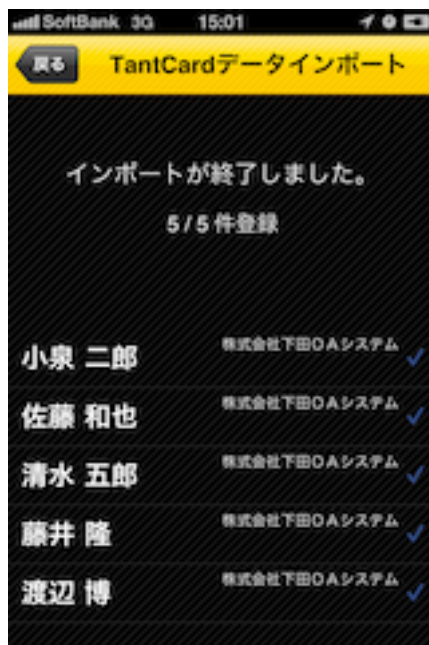 SoftBank 3G 15:01
戻る TantCardデータインポート
インポートが終了しました。
5 / 5 件登録
小泉 二郎 株式会社下田OAシステム
佐藤 和也 株式会社下田OAシステム
清水 五郎 株式会社下田OAシステム
藤井 隆 株式会社下田OAシステム
渡辺 博 株式会社下田OAシステム